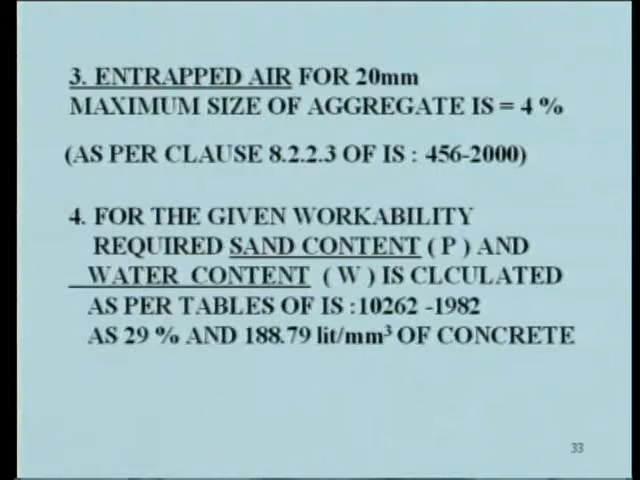 3. ENTRAPPED AIR FOR 20mm
MAXIMUM SIZE OF AGGREGATE IS = 4 %
(AS PER CLAUSE 8.2.2.3 OF IS : 456-2000)
4. FOR THE GIVEN WORKABILITY
REQUIRED SAND CONTENT ( P ) AND
WATER CONTENT ( W ) IS CLCULATED
AS PER TABLES OF IS :10262 -1982
AS 29 % AND 188.79 lit/mm³ OF CONCRETE
33